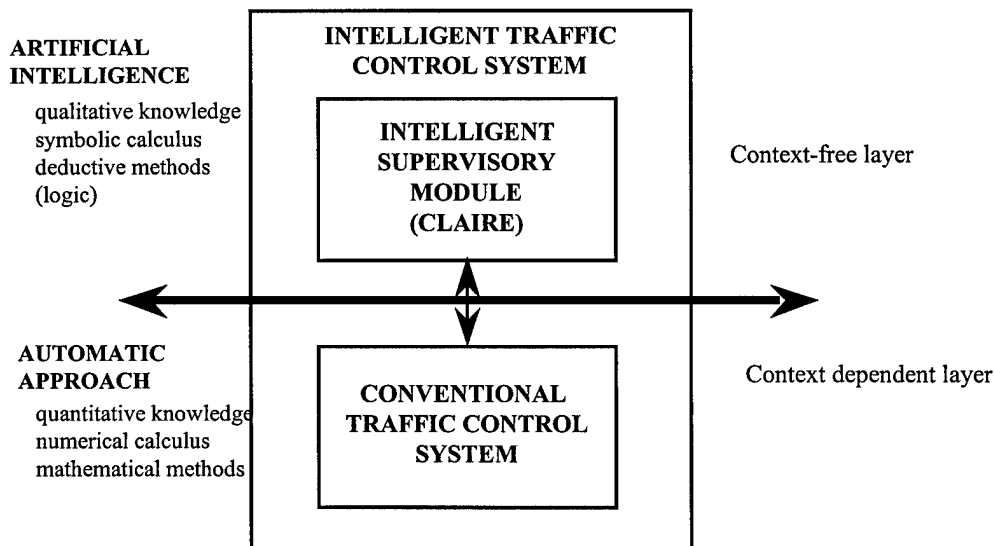 ARTIFICIAL
INTELLIGENCE
qualitative knowledge
symbolic calculus
deductive methods
(logic)
INTELLIGENT TRAFFIC
CONTROL SYSTEM
INTELLIGENT
SUPERVISORY
MODULE
(CLAIRE)
Context-free layer
AUTOMATIC
APPROACH
quantitative knowledge
numerical calculus
mathematical methods
CONVENTIONAL
TRAFFIC CONTROL
SYSTEM
Context dependent layer